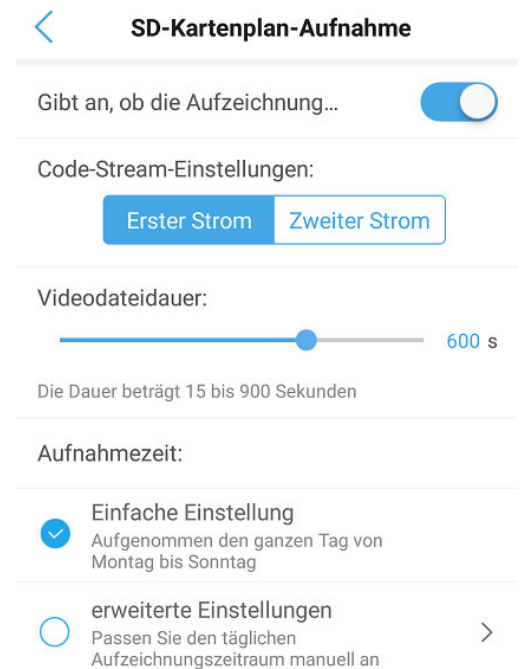 SD-Kartenplan-Aufnahme
Gibt an, ob die Aufzeichnung...
Code-Stream-Einstellungen:
Erster Strom Zweiter Strom
Videodateidauer:
600 s
Die Dauer beträgt 15 bis 900 Sekunden
Aufnahmezeit:
Einfache Einstellung
Aufgenommen den ganzen Tag von
Montag bis Sonntag
erweiterte Einstellungen
Passen Sie den täglichen
Aufzeichnungszeitraum manuell an